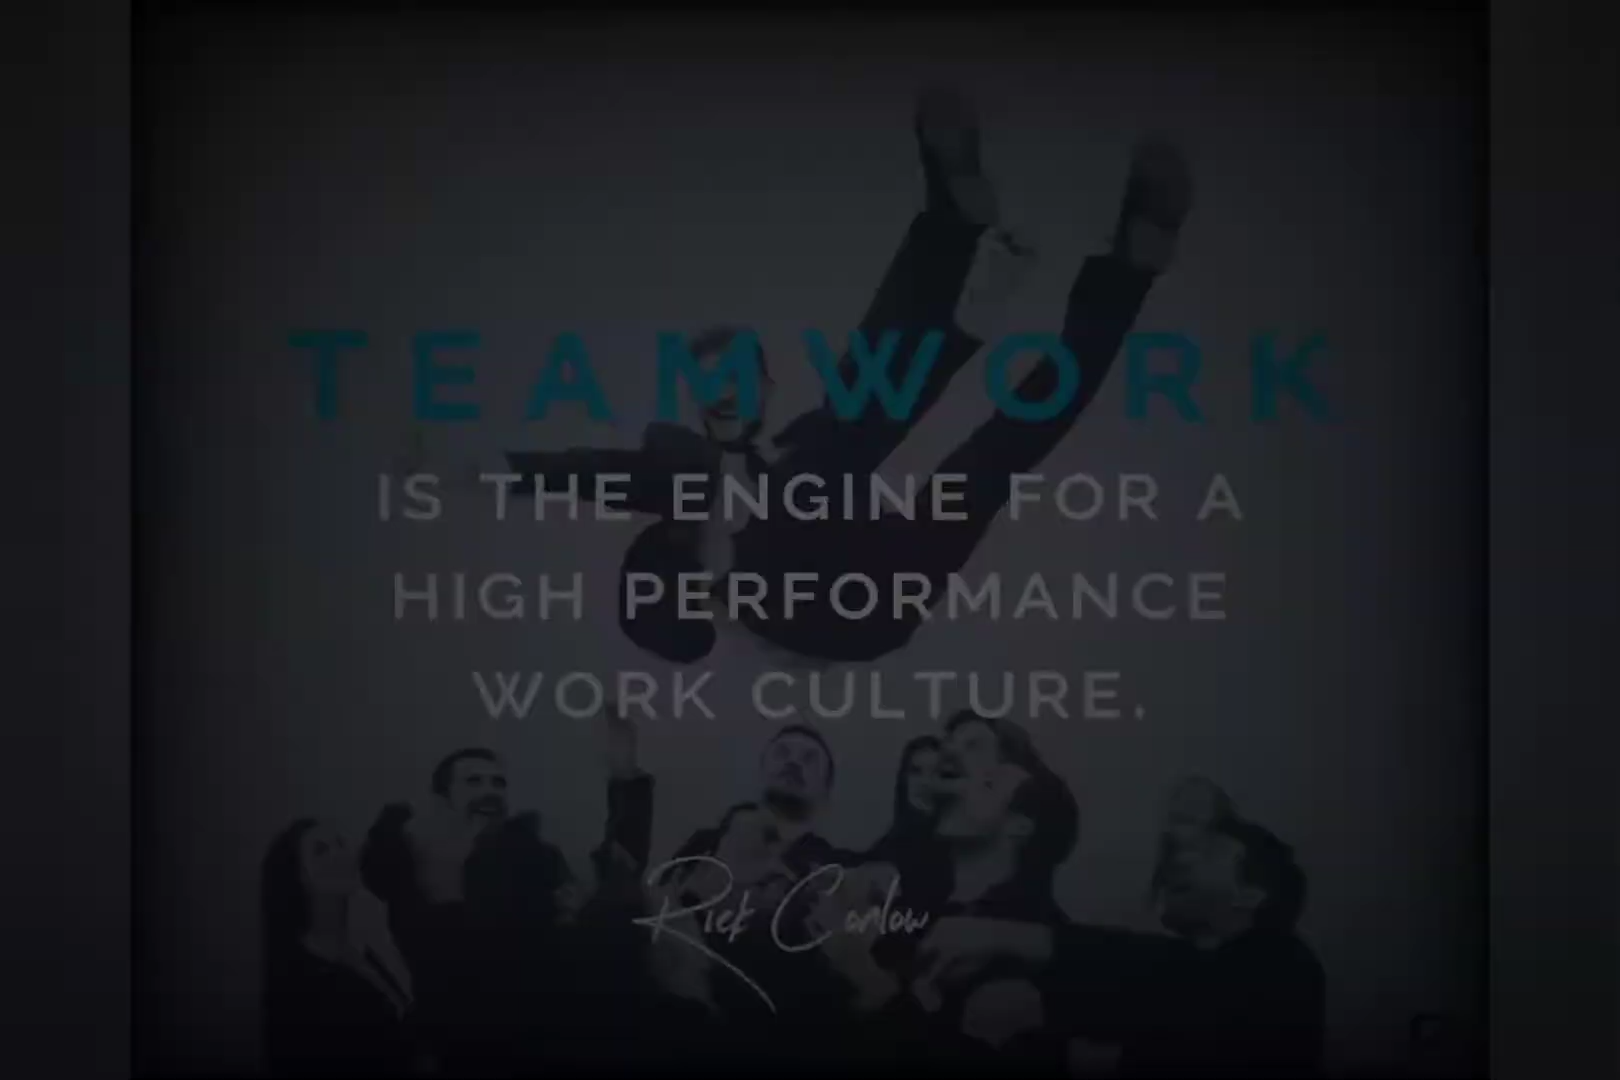 TEAMWORK
IS THE ENGINE FOR A
HIGH PERFORMANCE
WORK CULTURE.
Rick Conlow